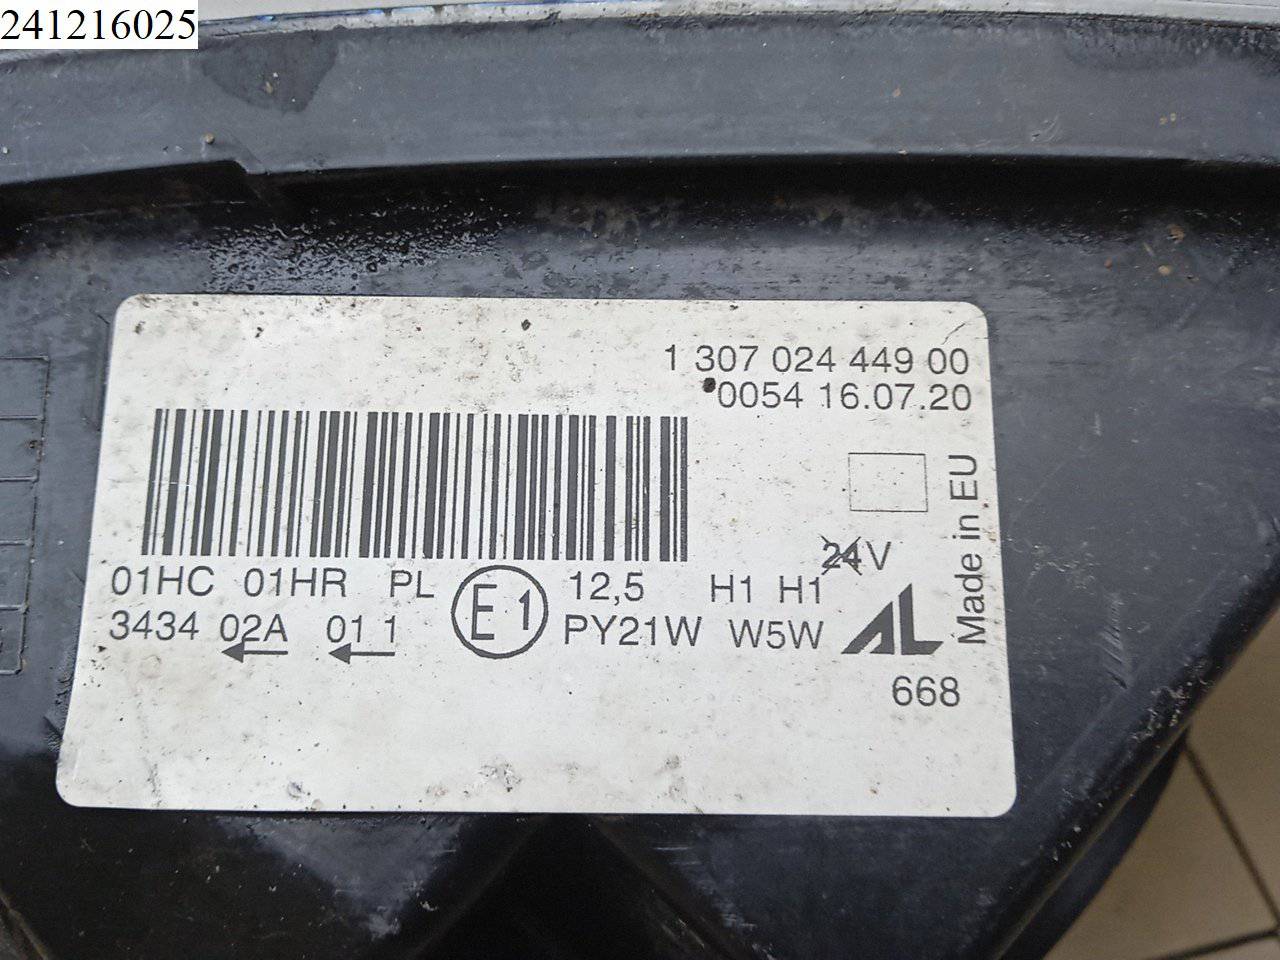 241216025
1 307 024 449 00
0054 16.07.20
Made in EU
24V
01HC 01HR PL E1 12,5 H1 H1
3434 02A 01 1 PY21W W5W AL
668